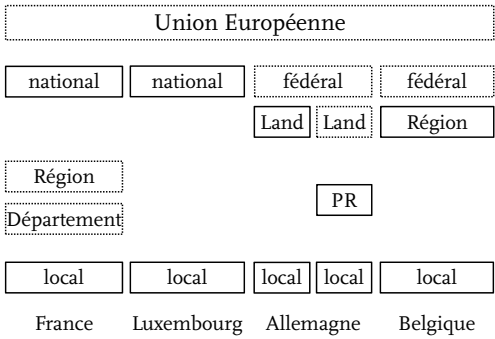 Union Européenne
national national fédéral fédéral
Land Land Région
Région
PR
Département
local local local local local
France Luxembourg Allemagne Belgique